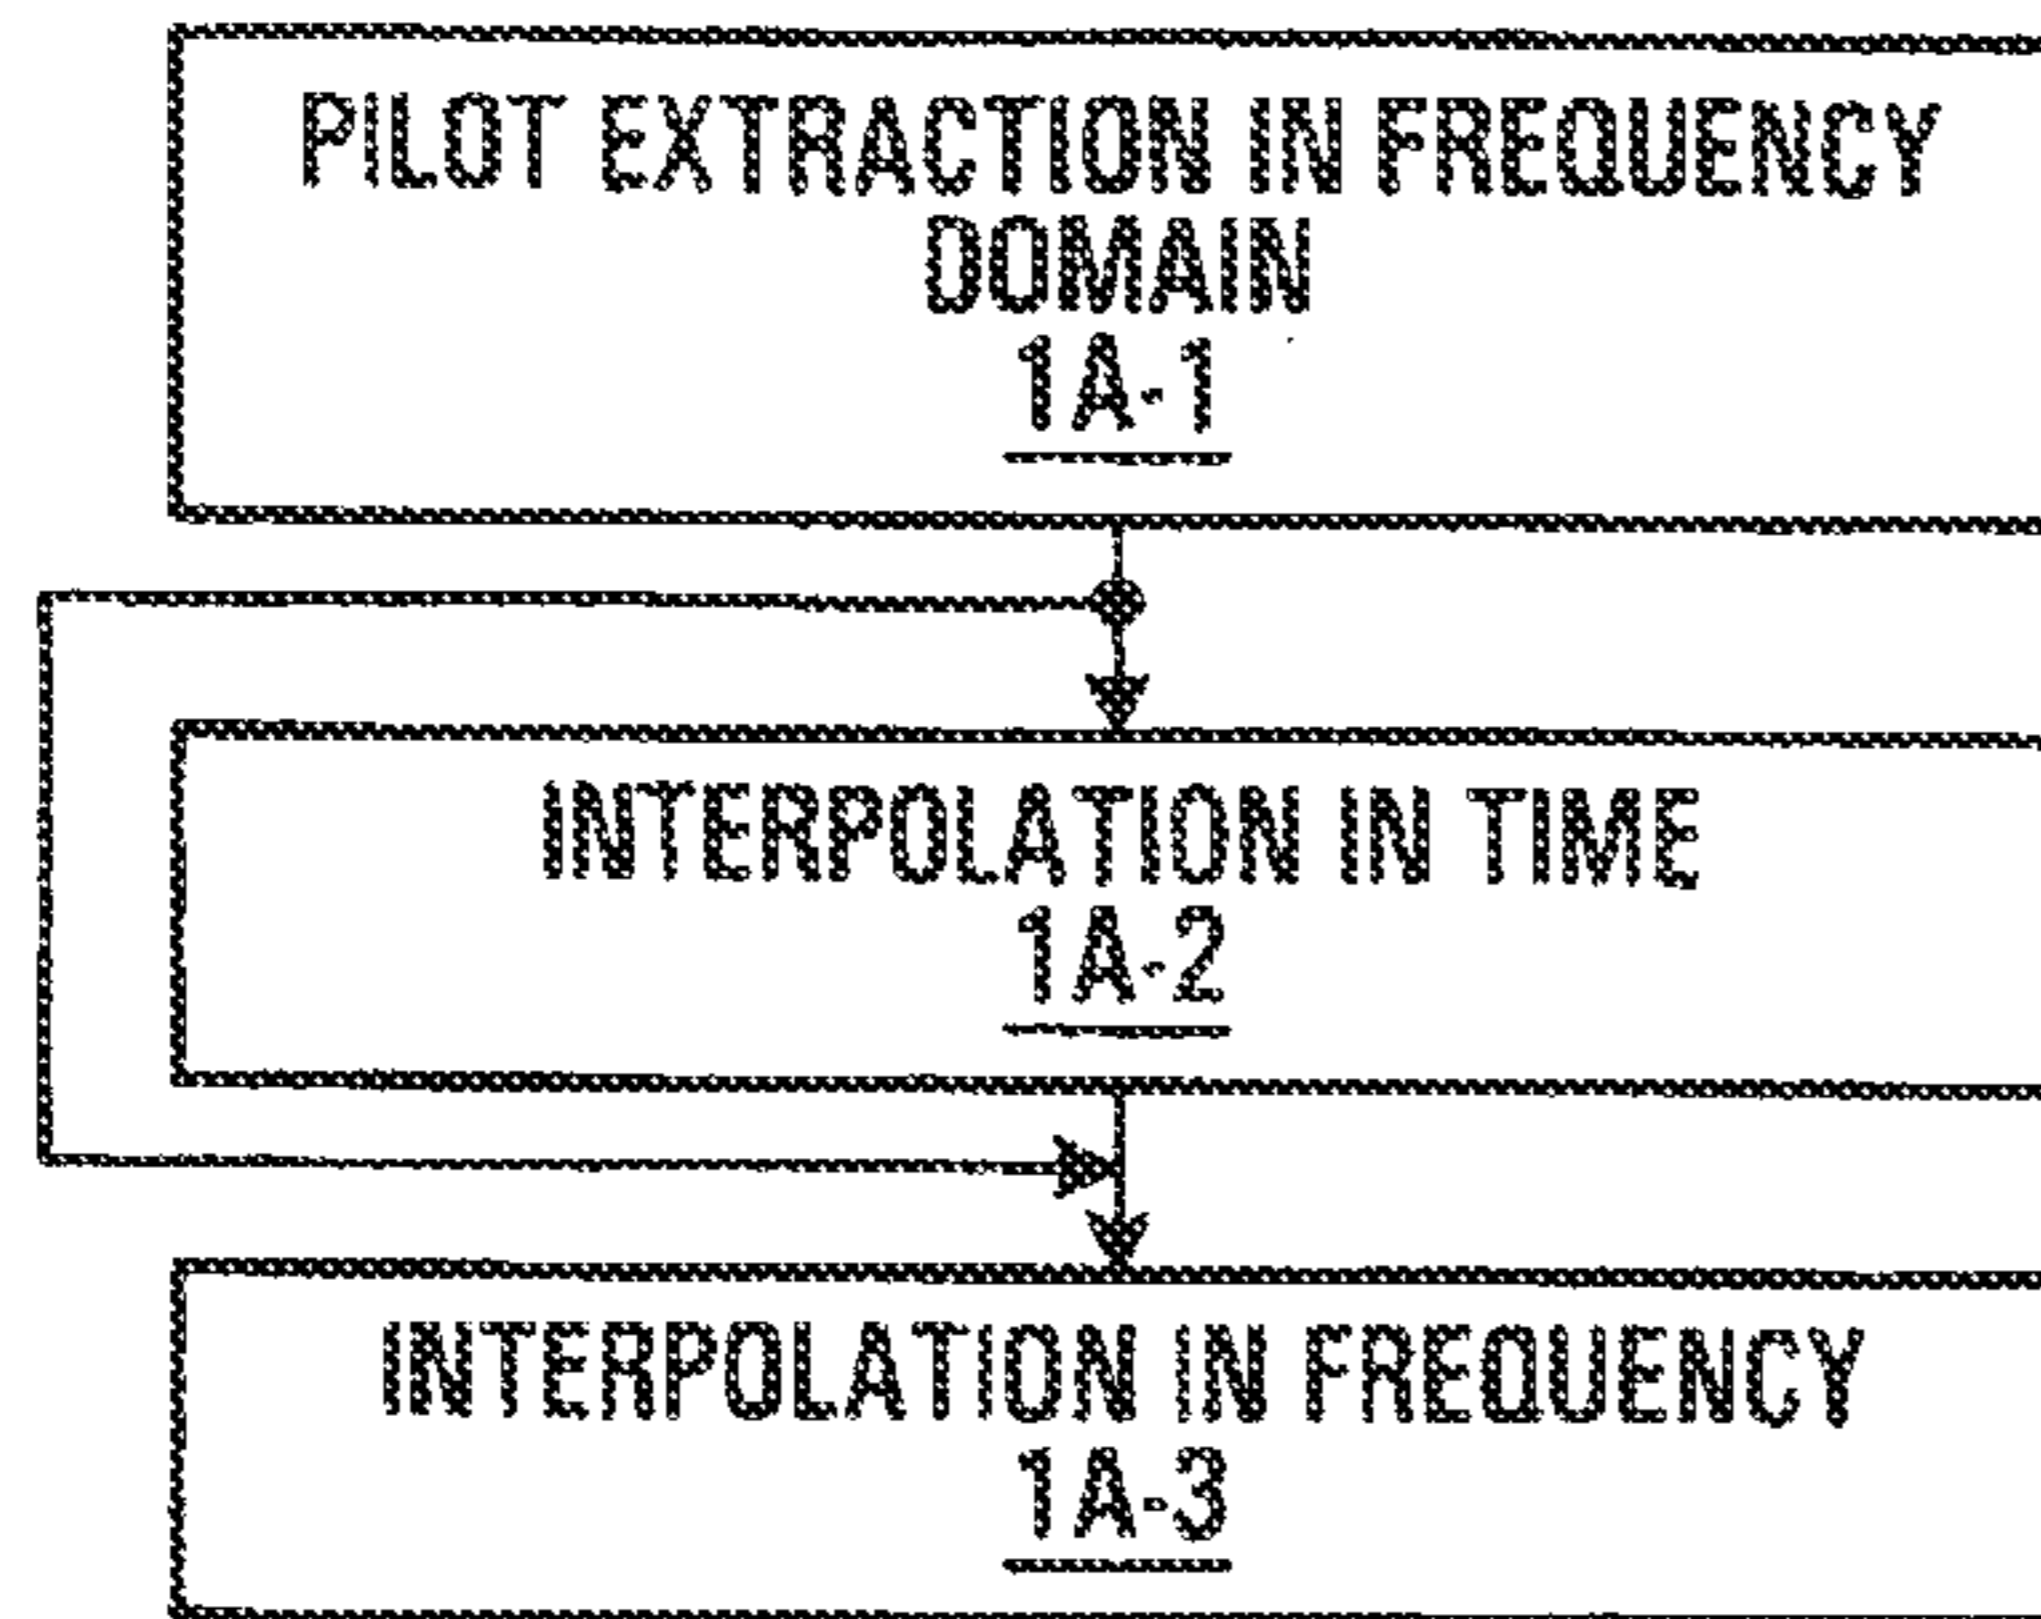 PILOT EXTRACTION IN FREQUENCY
DOMAIN
1A-1
INTERPOLATION IN TIME
1A-2
INTERPOLATION IN FREQUENCY
1A-3